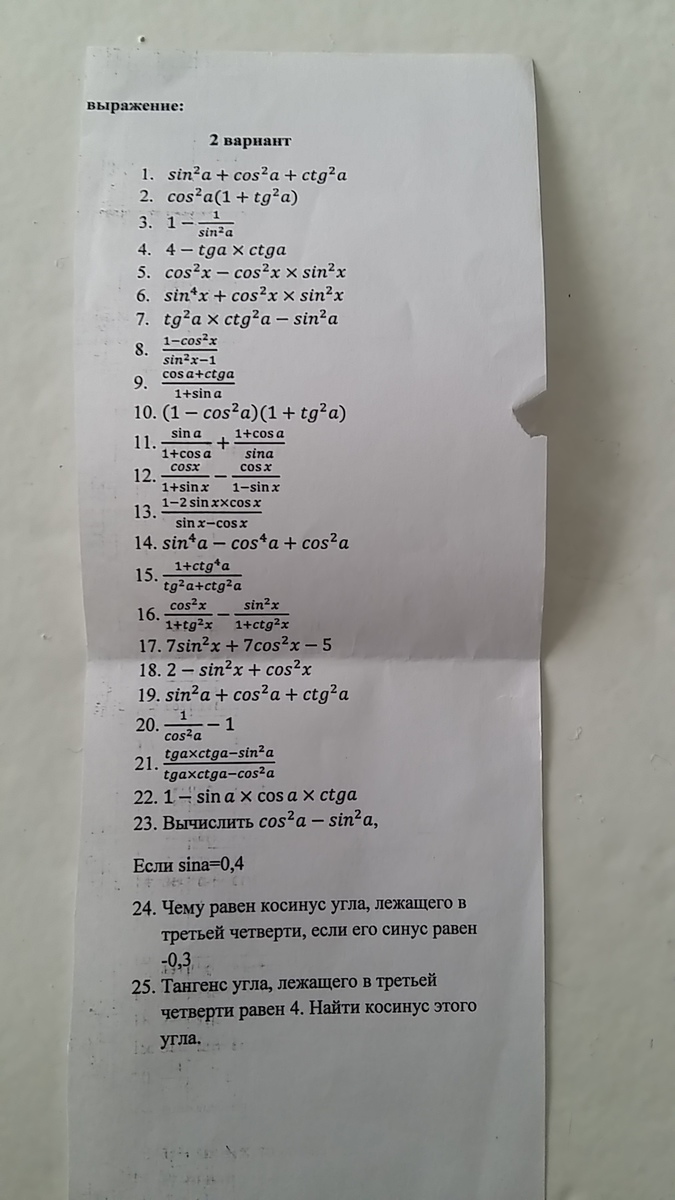 выражение:
2 вариант
1. sin²a + cos²a + ctg²a
2. cos²a(1 + tg²a)
3. 1 − 1/sin²a
4. 4 − tga × ctga
5. cos²x − cos²x × sin²x
6. sin⁴x + cos²x × sin²x
7. tg²a × ctg²a − sin²a
8. (1−cos²x)/(sin²x−1)
9. (cos a+ctga)/(1+sin a)
10. (1 − cos²a)(1 + tg²a)
11. sin a/(1+cos a) + (1+cos a)/sina
12. cosx/(1+sin x) − cos x/(1−sin x)
13. (1−2 sin x×cos x)/(sin x−cos x)
14. sin⁴a − cos⁴a + cos²a
15. (1+ctg⁴a)/(tg²a+ctg²a)
16. cos²x/(1+tg²x) − sin²x/(1+ctg²x)
17. 7sin²x + 7cos²x − 5
18. 2 − sin²x + cos²x
19. sin²a + cos²a + ctg²a
20. 1/cos²a − 1
21. (tga×ctga−sin²a)/(tga×ctga−cos²a)
22. 1 − sin a × cos a × ctga
23. Вычислить cos²a − sin²a,
Если sina=0,4
24. Чему равен косинус угла, лежащего в
третьей четверти, если его синус равен
-0,3
25. Тангенс угла, лежащего в третьей
четверти равен 4. Найти косинус этого
угла.